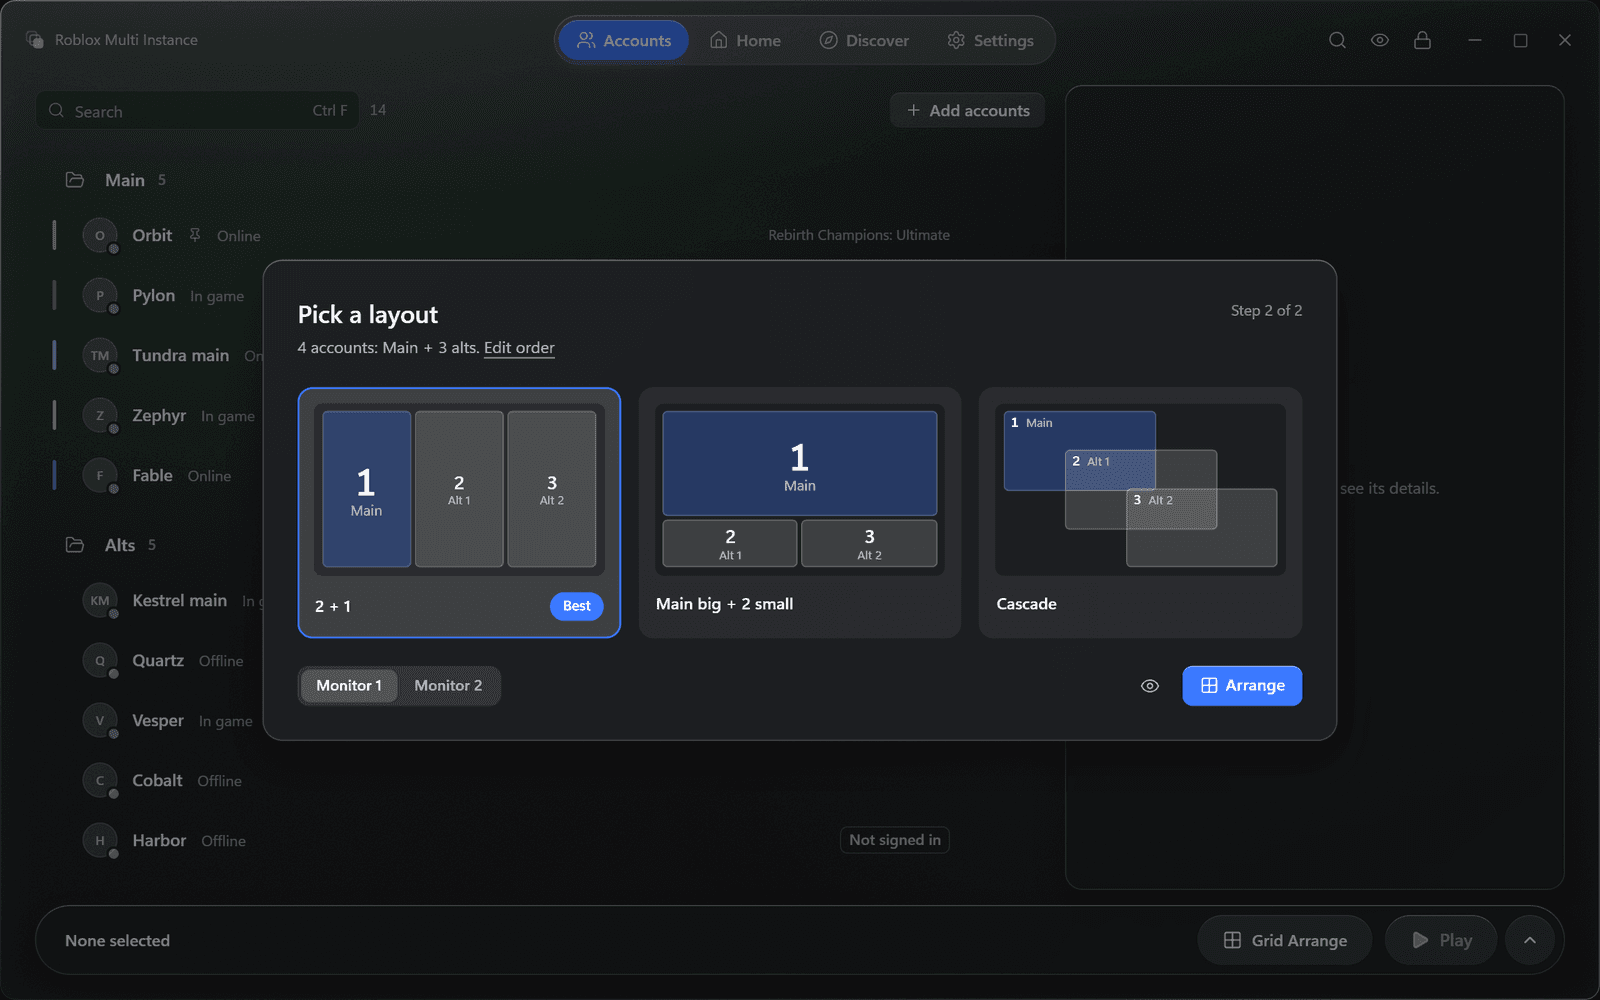 Roblox Multi Instance
Accounts
Home
Discover
Settings
Search
Ctrl F
14
Add accounts
Main 5
O
Orbit Online
Rebirth Champions: Ultimate
P
Pylon In game
TM
Tundra main On
Z
Zephyr In game
F
Fable Online
Alts 5
KM
Kestrel main In g
Q
Quartz Offline
V
Vesper In game
C
Cobalt Offline
H
Harbor Offline
Not signed in
see its details.
Pick a layout
Step 2 of 2
4 accounts: Main + 3 alts. Edit order
1
Main
2
Alt 1
3
Alt 2
2 + 1
Best
1
Main
2
Alt 1
3
Alt 2
Main big + 2 small
1 Main
2 Alt 1
3 Alt 2
Cascade
Monitor 1
Monitor 2
Arrange
None selected
Grid Arrange
Play